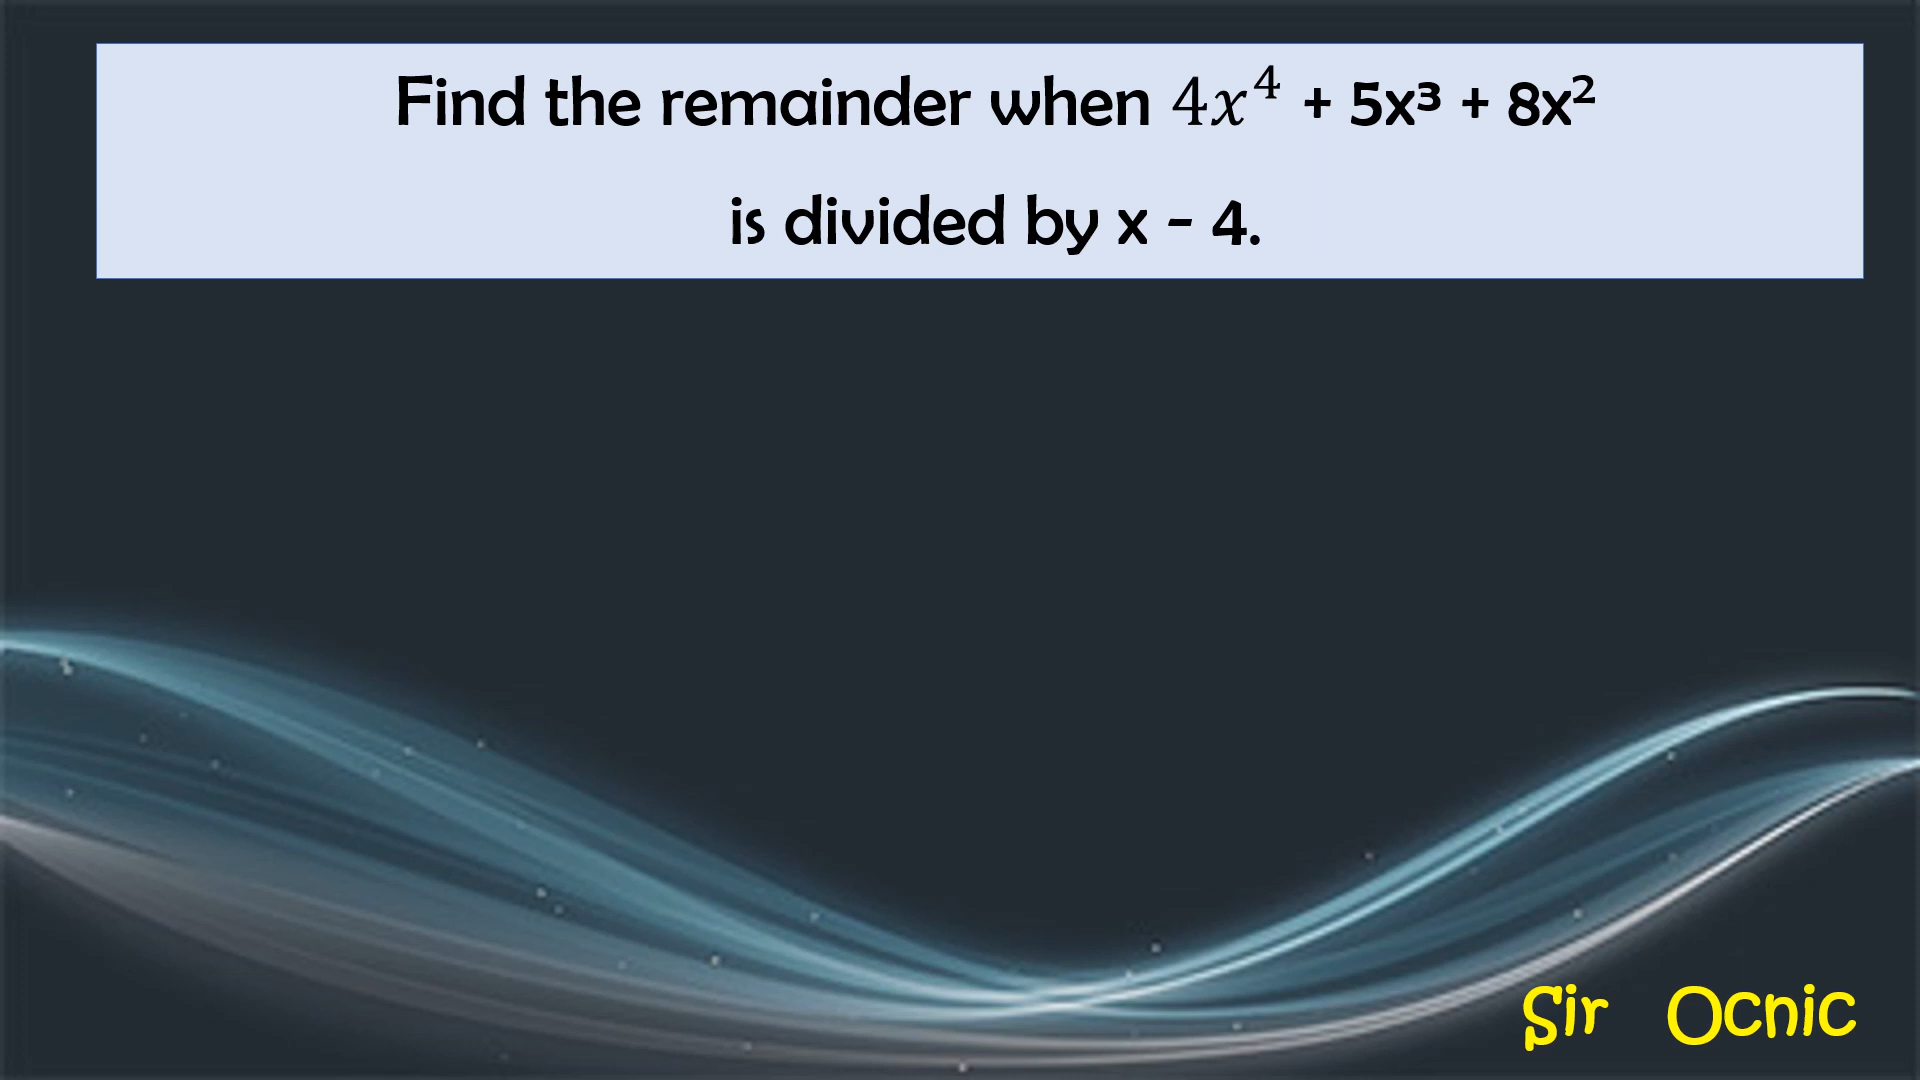 Find the remainder when 4𝑥⁴ + 5x³ + 8x²
is divided by x - 4.
Sir Ocnic